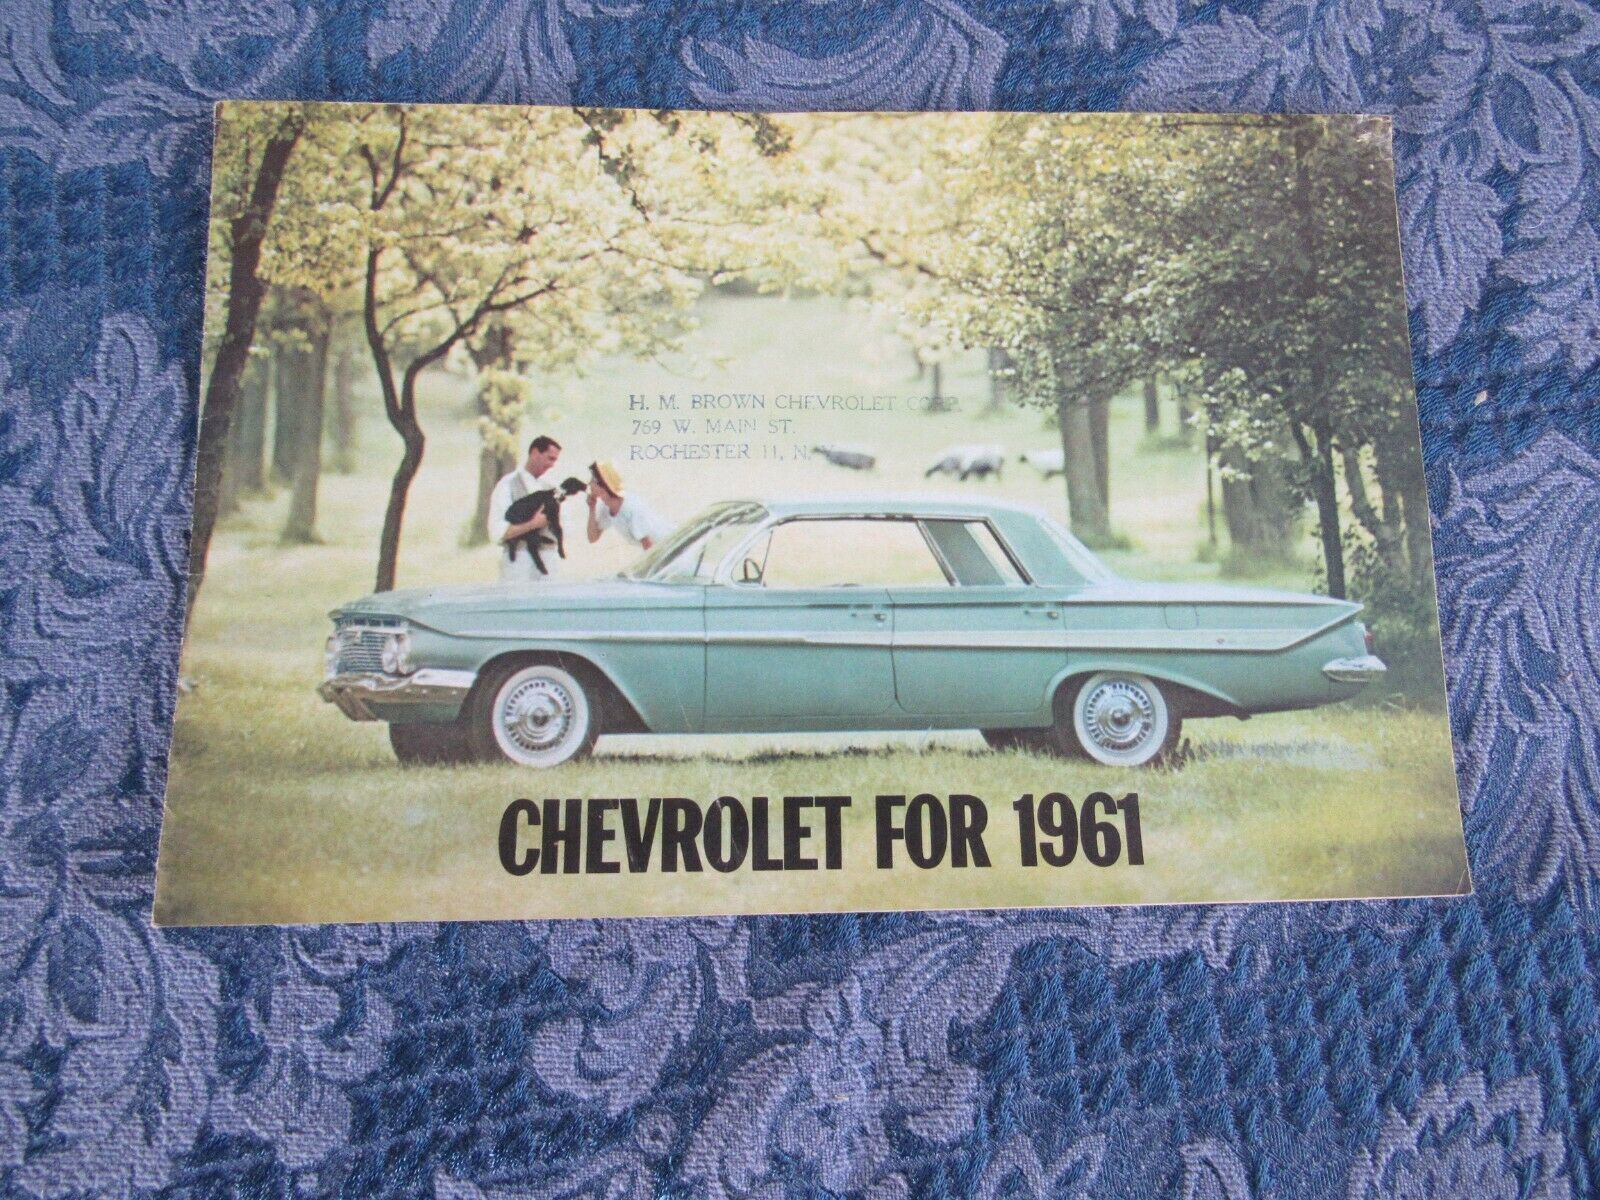 H. M. BROWN CHEVROLET CORP.
769 W. MAIN ST.
ROCHESTER 11, N.Y.
CHEVROLET FOR 1961